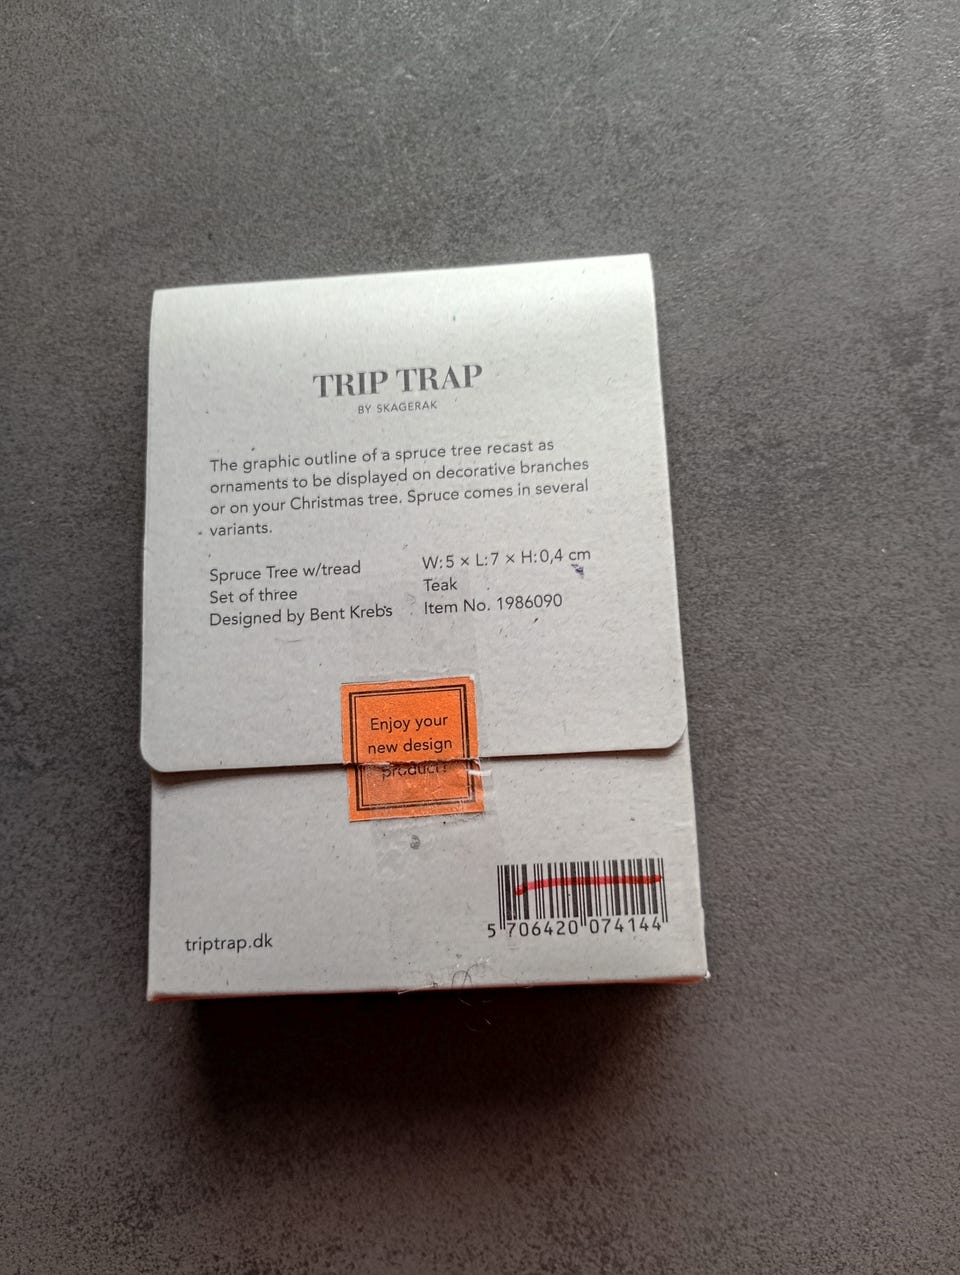 TRIP TRAP
BY SKAGERAK
The graphic outline of a spruce tree recast as
ornaments to be displayed on decorative branches
or on your Christmas tree. Spruce comes in several
variants.
Spruce Tree w/tread
Set of three
Designed by Bent Krebs
W:5 × L:7 × H:0,4 cm
Teak
Item No. 1986090
Enjoy your
new design
product!
triptrap.dk
5 706420 074144